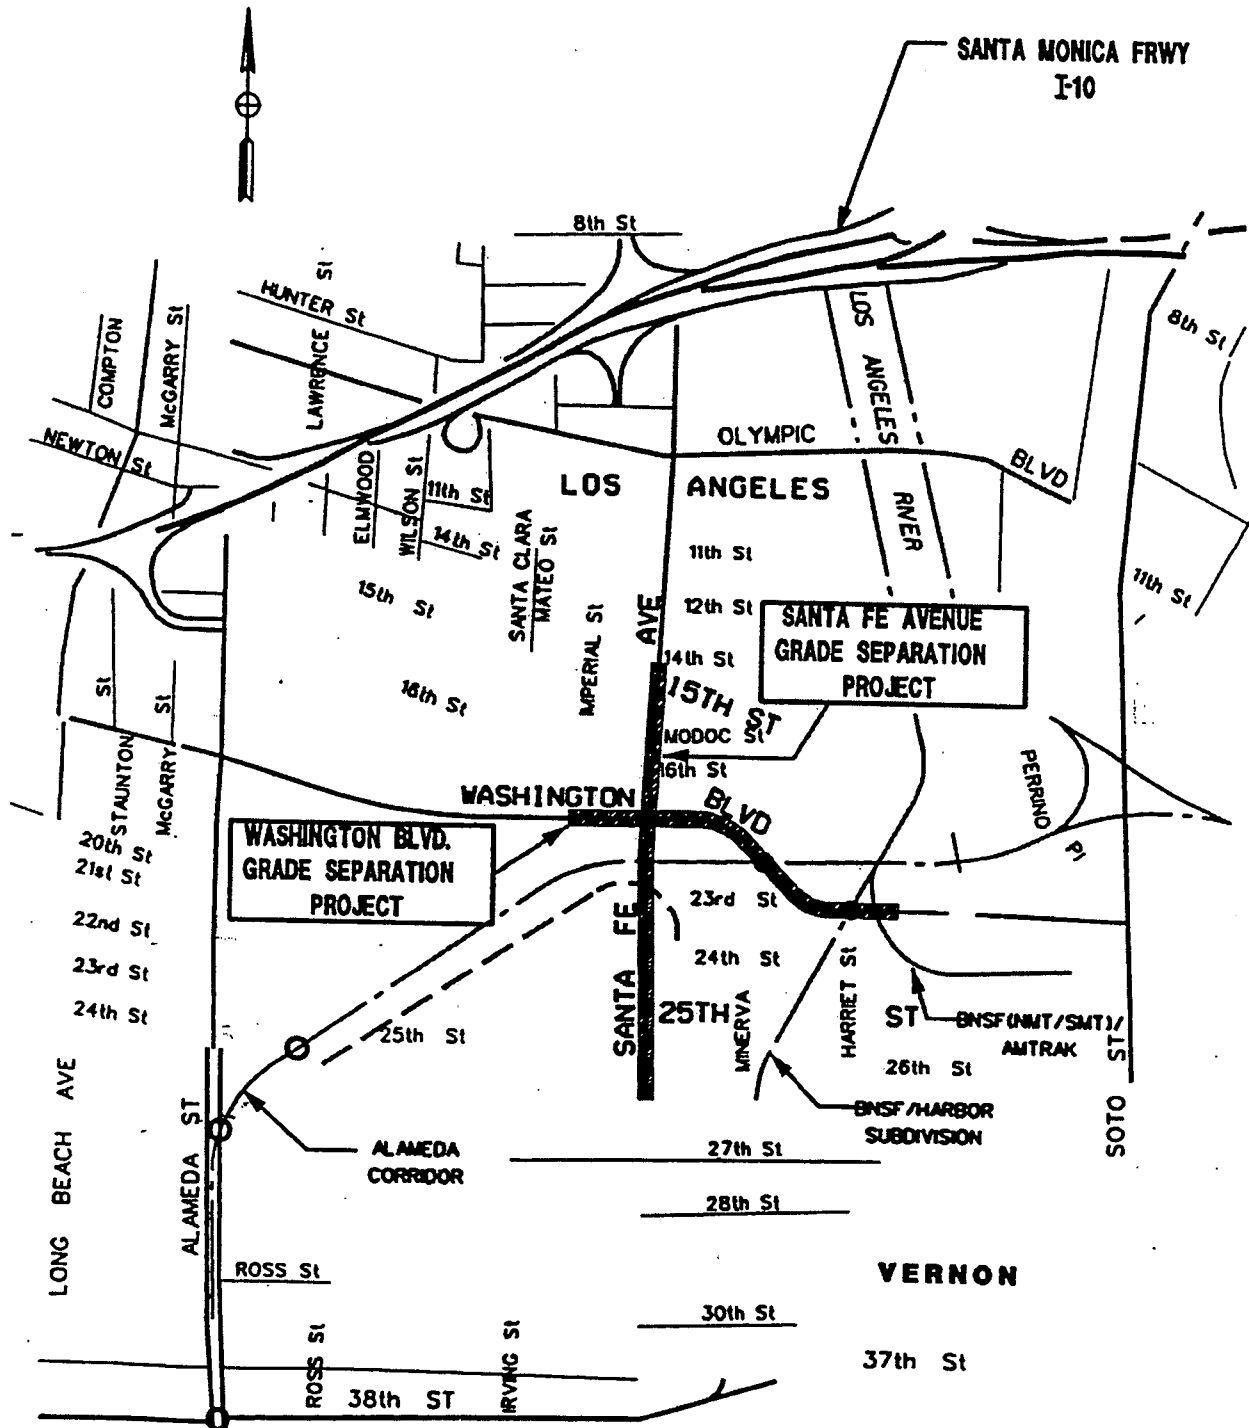 SANTA MONICA FRWY
I-10
8th St
HUNTER St
LAWRENCE St
COMPTON
McGARRY St
NEWTON St
LOS ANGELES RIVER
8th St
OLYMPIC BLVD
ELMWOOD
WILSON St
11th St
14th St
LOS ANGELES
SANTA CLARA
MATEO St
15th St
16th St
IMPERIAL St
11th St
12th St
11th St
SANTA FE AVENUE
GRADE SEPARATION
PROJECT
14th St
15TH ST
MODOC St
16th St
STAUNTON St
McGARRY St
WASHINGTON BLVD
PERRINO Pl
WASHINGTON BLVD.
GRADE SEPARATION
PROJECT
20th St
21st St
22nd St
23rd St
24th St
23rd St
24th St
25th St
SANTA FE AVE
25TH ST
MINERVA
HARRIET St
BNSF(NMT/SMT)/
AMTRAK
26th St
BNSF/HARBOR
SUBDIVISION
SOTO ST
LONG BEACH AVE
ALAMEDA ST
ALAMEDA
CORRIDOR
27th St
28th St
ROSS St
VERNON
30th St
37th St
ROSS St
38th ST
IRVING St